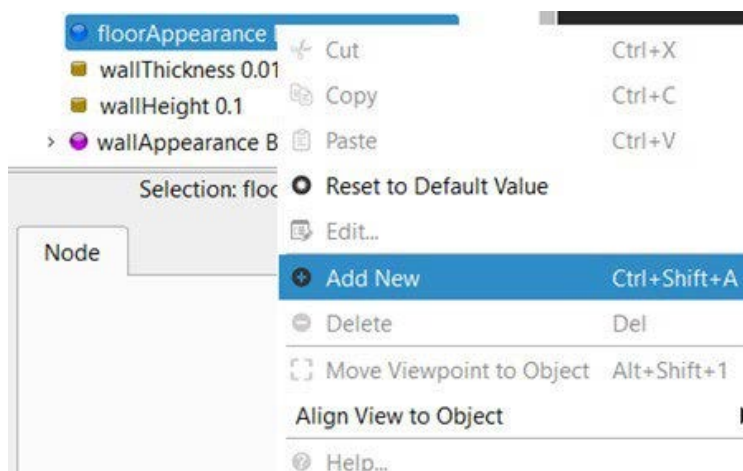 floorAppearance
wallThickness 0.01
wallHeight 0.1
wallAppearance B
Selection: floo
Node
Cut Ctrl+X
Copy Ctrl+C
Paste Ctrl+V
Reset to Default Value
Edit...
Add New Ctrl+Shift+A
Delete Del
Move Viewpoint to Object Alt+Shift+1
Align View to Object
Help...